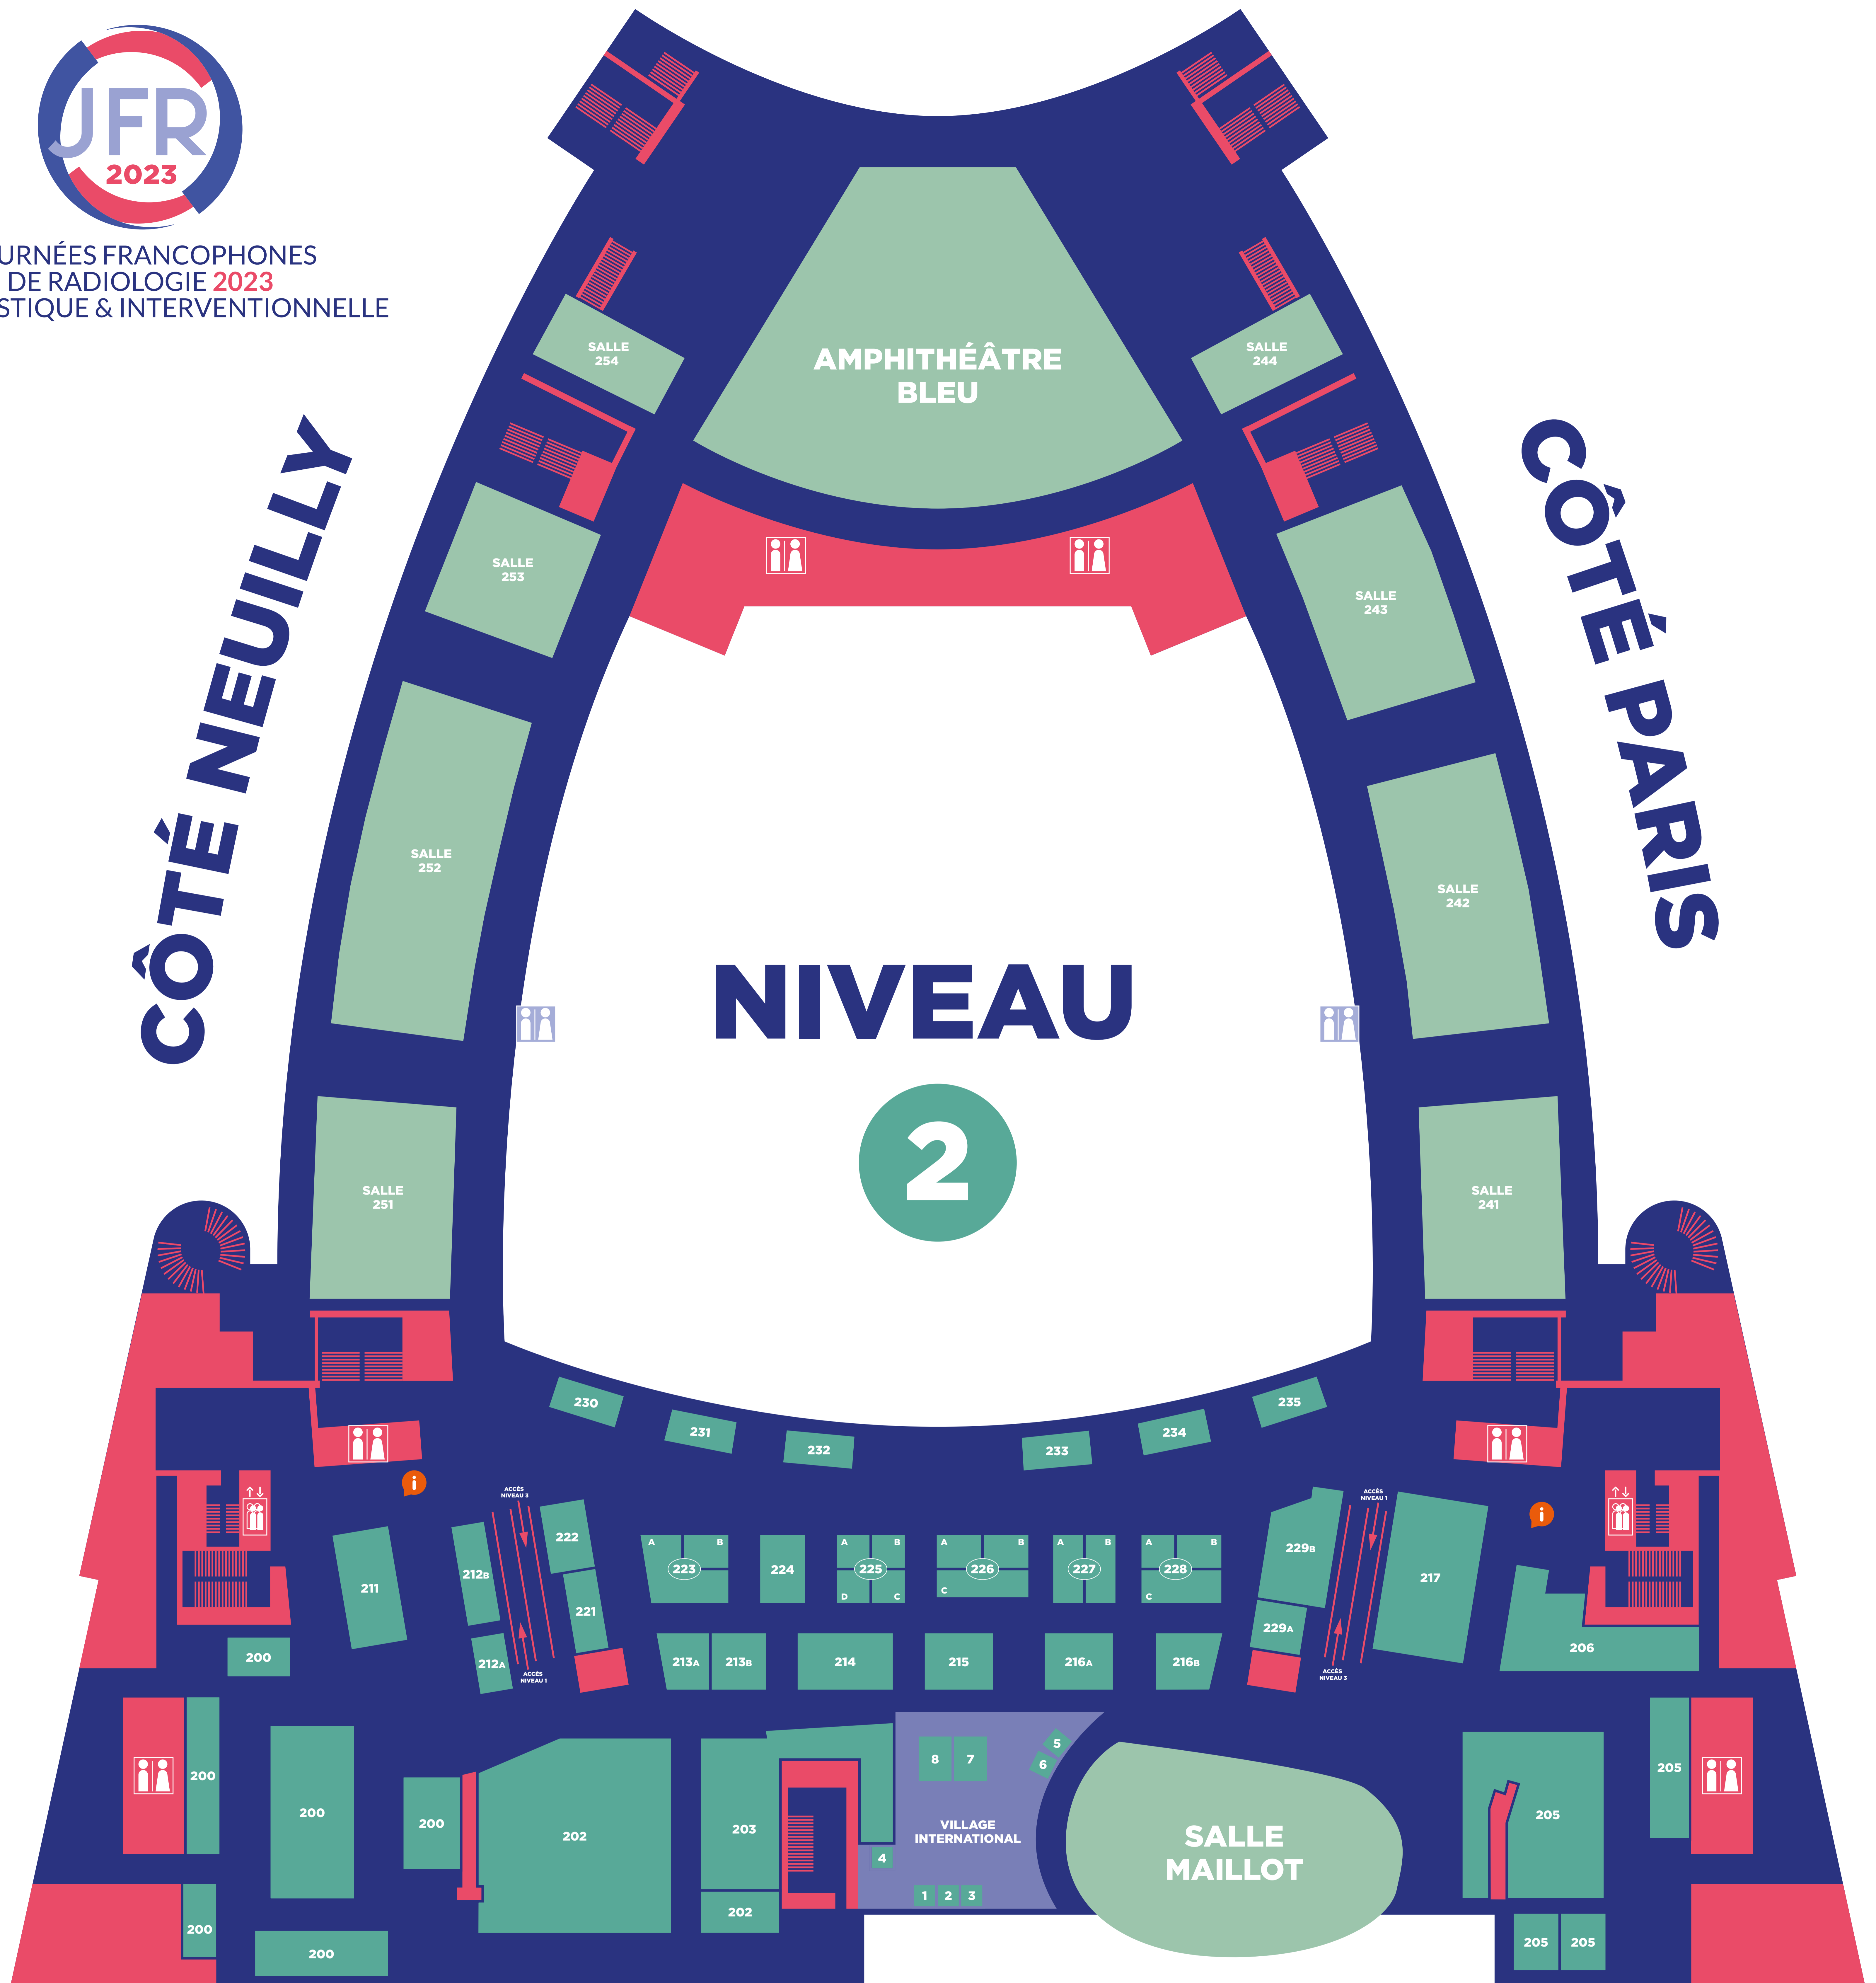 JFR
2023
URNÉES FRANCOPHONES
DE RADIOLOGIE 2023
STIQUE & INTERVENTIONNELLE
AMPHITHÉÂTRE
BLEU
SALLE
254
SALLE
244
CÔTÉ NEUILLY
CÔTÉ PARIS
SALLE
253
SALLE
243
SALLE
252
SALLE
242
NIVEAU
2
SALLE
251
SALLE
241
230
231
232
233
234
235
i
i
ACCÈS
NIVEAU 3
ACCÈS
NIVEAU 1
211
212B
212A
222
221
ACCÈS
NIVEAU 1
A
B
223
224
A
B
225
D
C
A
B
226
C
A
B
227
A
B
228
C
229B
229A
217
206
ACCÈS
NIVEAU 3
200
213A
213B
214
215
216A
216B
200
200
200
202
203
202
8
7
5
6
VILLAGE
INTERNATIONAL
4
1
2
3
SALLE
MAILLOT
205
205
200
200
205
205